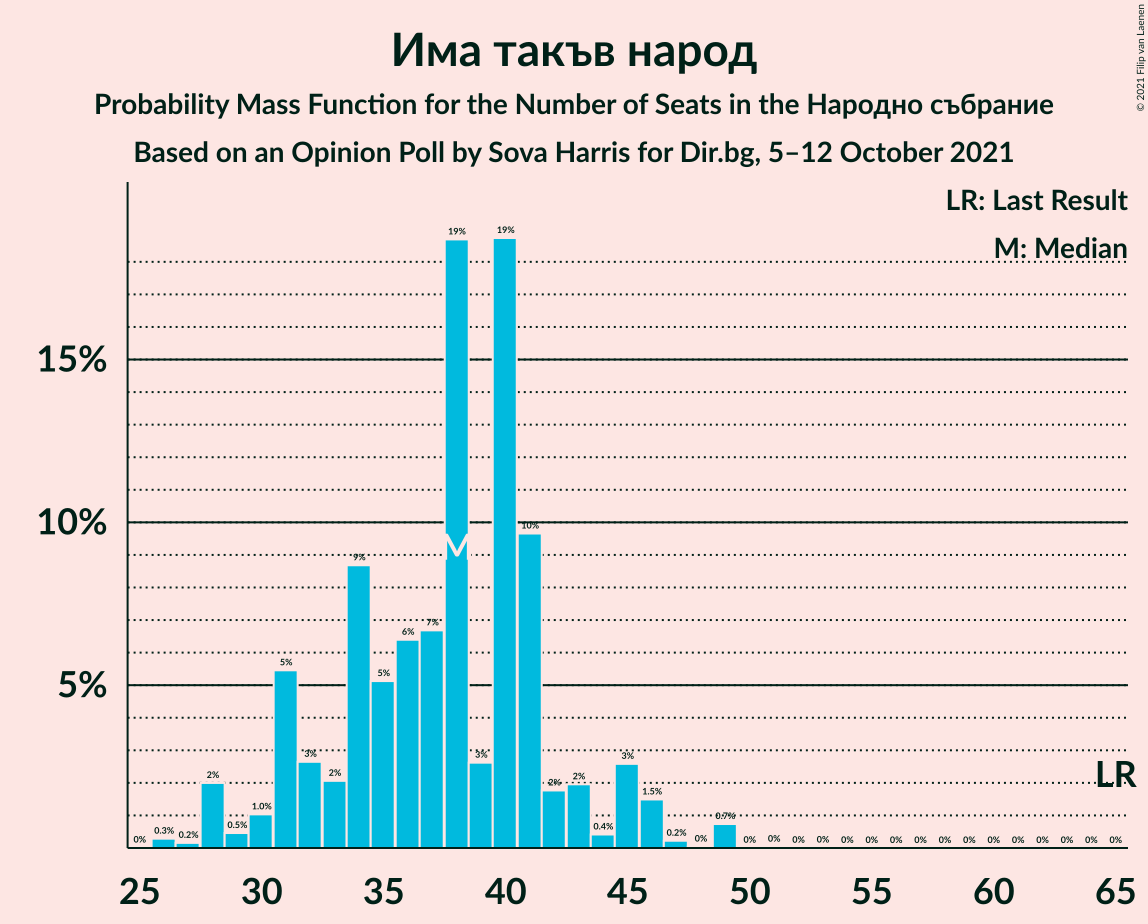 Има такъв народ
Probability Mass Function for the Number of Seats in the Народно събрание
Based on an Opinion Poll by Sova Harris for Dir.bg, 5–12 October 2021
© 2021 Filip van Laenen
LR: Last Result
M: Median
15%
10%
5%
0% 0.3% 0.2% 2% 0.5% 1.0% 5% 3% 2% 9% 5% 6% 7% 19% 3% 19% 10% 2% 2% 0.4% 3% 1.5% 0.2% 0% 0.7% 0% 0% 0% 0% 0% 0% 0% 0% 0% 0% 0% 0% 0% 0% 0% 0%
M
LR
25 30 35 40 45 50 55 60 65